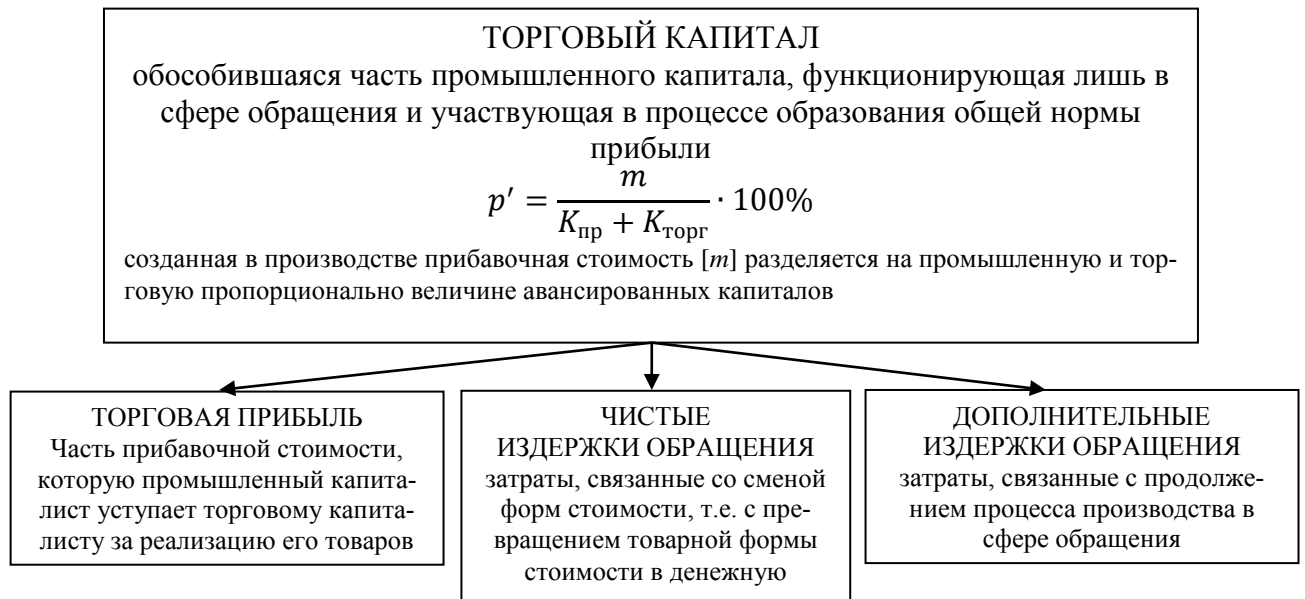 ТОРГОВЫЙ КАПИТАЛ
обособившаяся часть промышленного капитала, функционирующая лишь в
сфере обращения и участвующая в процессе образования общей нормы
прибыли
p′ = m / (Kпр + Kторг) · 100%
созданная в производстве прибавочная стоимость [m] разделяется на промышленную и тор-
говую пропорционально величине авансированных капиталов
ТОРГОВАЯ ПРИБЫЛЬ
Часть прибавочной стоимости,
которую промышленный капита-
лист уступает торговому капита-
листу за реализацию его товаров
ЧИСТЫЕ
ИЗДЕРЖКИ ОБРАЩЕНИЯ
затраты, связанные со сменой
форм стоимости, т.е. с пре-
вращением товарной формы
стоимости в денежную
ДОПОЛНИТЕЛЬНЫЕ
ИЗДЕРЖКИ ОБРАЩЕНИЯ
затраты, связанные с продолже-
нием процесса производства в
сфере обращения